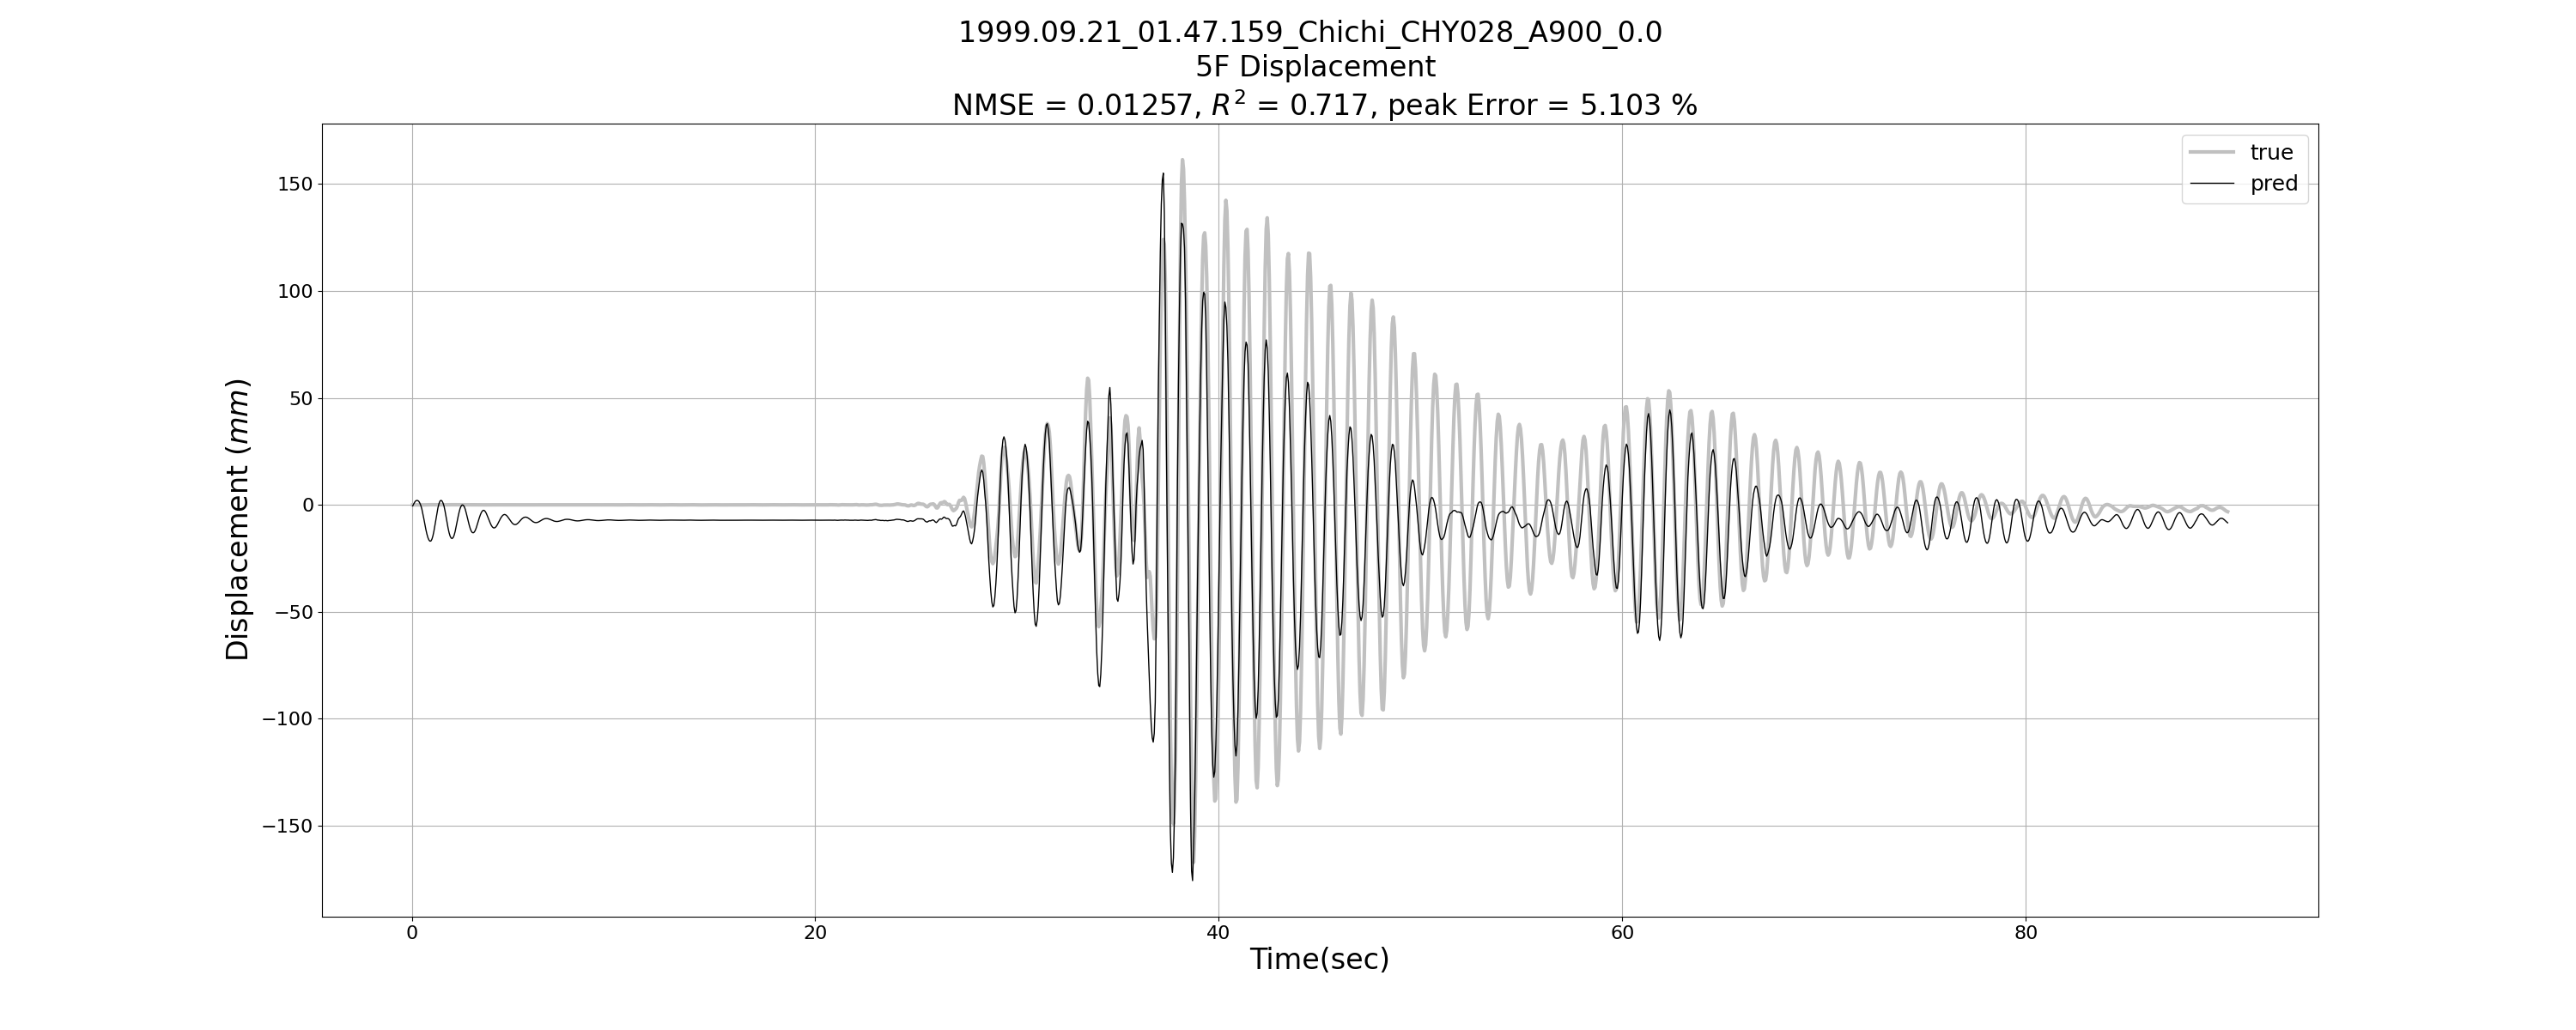 1999.09.21_01.47.159_Chichi_CHY028_A900_0.0
5F Displacement
NMSE = 0.01257, R² = 0.717, peak Error = 5.103 %
true
pred
Displacement (mm)
150
100
50
0
−50
−100
−150
0 20 40 60 80
Time(sec)